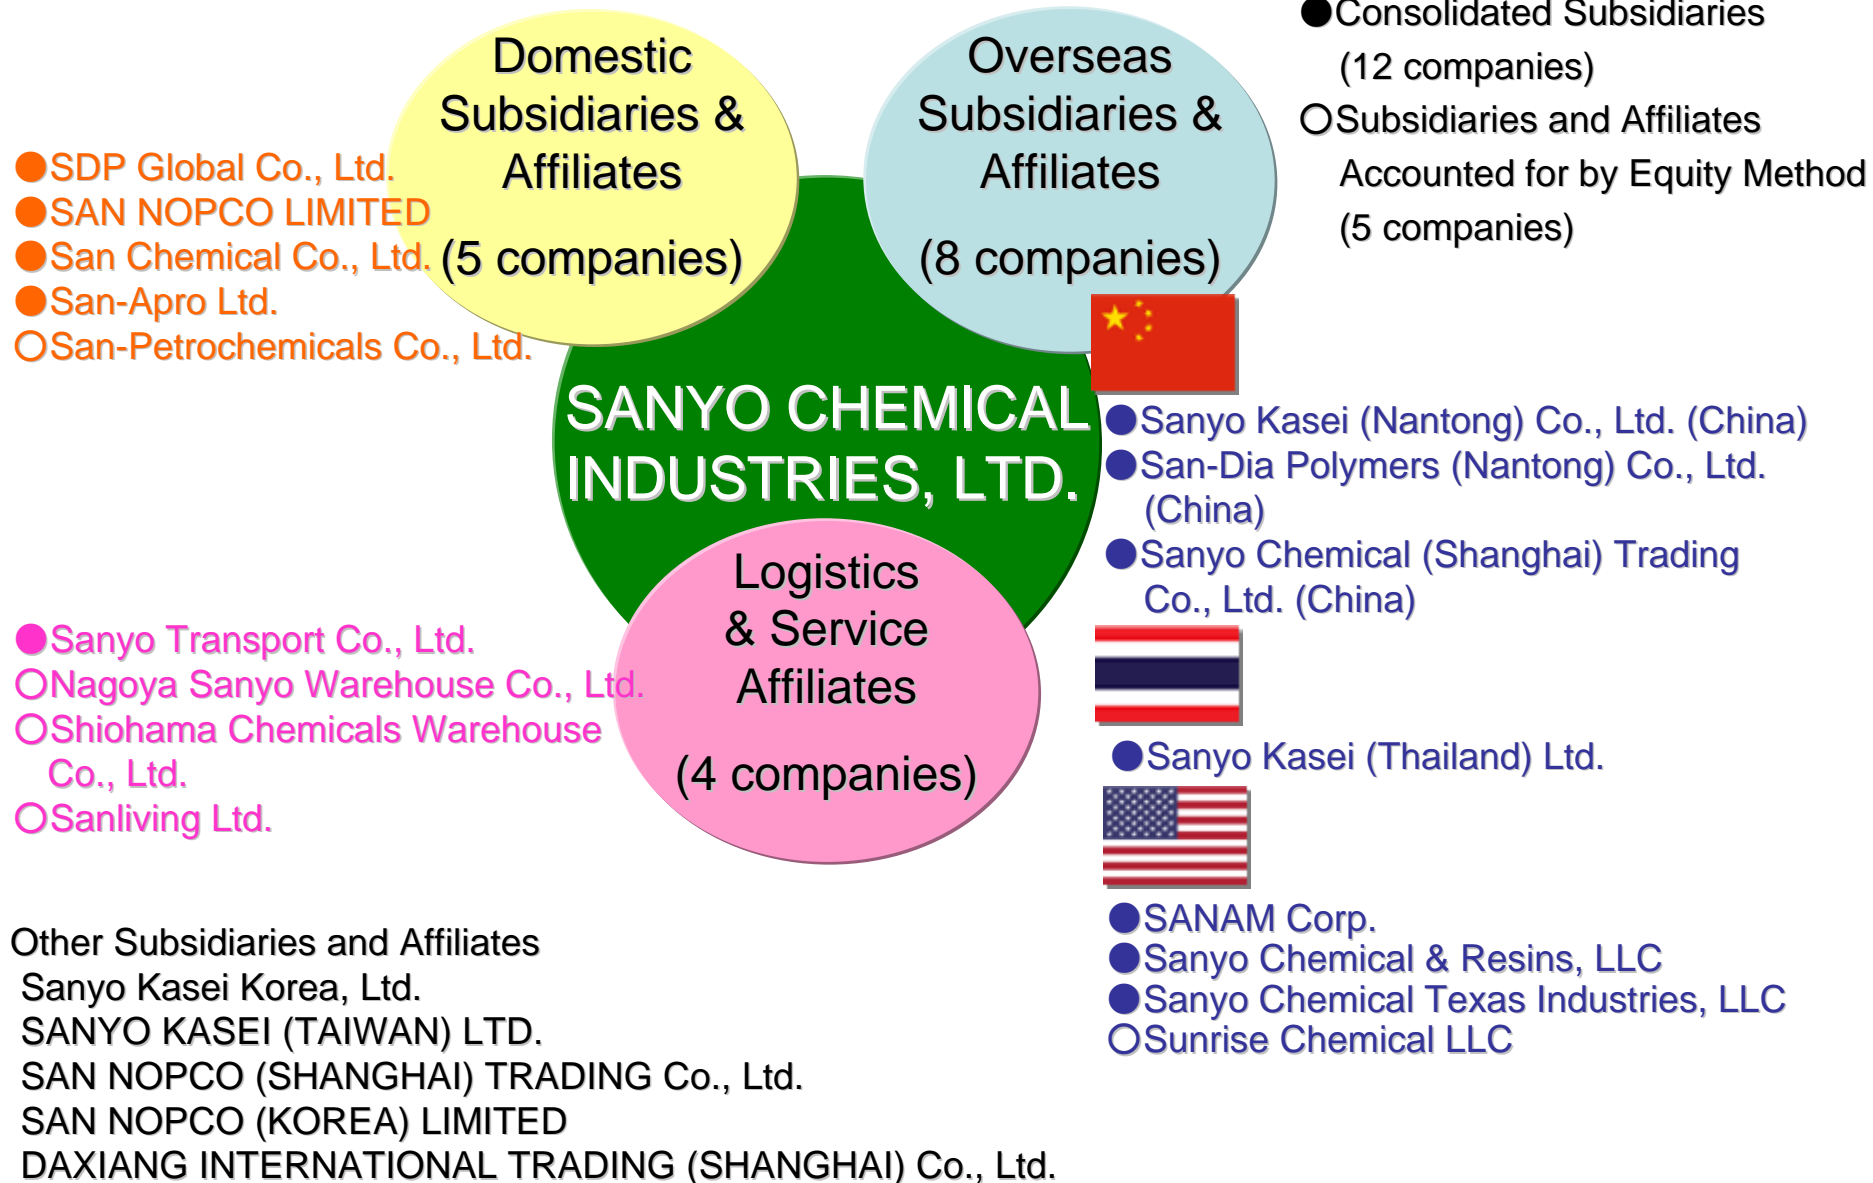 Domestic
Subsidiaries &
Affiliates
(5 companies)
Overseas
Subsidiaries &
Affiliates
(8 companies)
●Consolidated Subsidiaries
(12 companies)
○Subsidiaries and Affiliates
Accounted for by Equity Method
(5 companies)
●SDP Global Co., Ltd.
●SAN NOPCO LIMITED
●San Chemical Co., Ltd.
●San-Apro Ltd.
○San-Petrochemicals Co., Ltd.
SANYO CHEMICAL
INDUSTRIES, LTD.
●Sanyo Kasei (Nantong) Co., Ltd. (China)
●San-Dia Polymers (Nantong) Co., Ltd.
(China)
●Sanyo Chemical (Shanghai) Trading
Co., Ltd. (China)
Logistics
& Service
Affiliates
(4 companies)
●Sanyo Transport Co., Ltd.
○Nagoya Sanyo Warehouse Co., Ltd.
○Shiohama Chemicals Warehouse
Co., Ltd.
○Sanliving Ltd.
●Sanyo Kasei (Thailand) Ltd.
●SANAM Corp.
●Sanyo Chemical & Resins, LLC
●Sanyo Chemical Texas Industries, LLC
○Sunrise Chemical LLC
Other Subsidiaries and Affiliates
Sanyo Kasei Korea, Ltd.
SANYO KASEI (TAIWAN) LTD.
SAN NOPCO (SHANGHAI) TRADING Co., Ltd.
SAN NOPCO (KOREA) LIMITED
DAXIANG INTERNATIONAL TRADING (SHANGHAI) Co., Ltd.